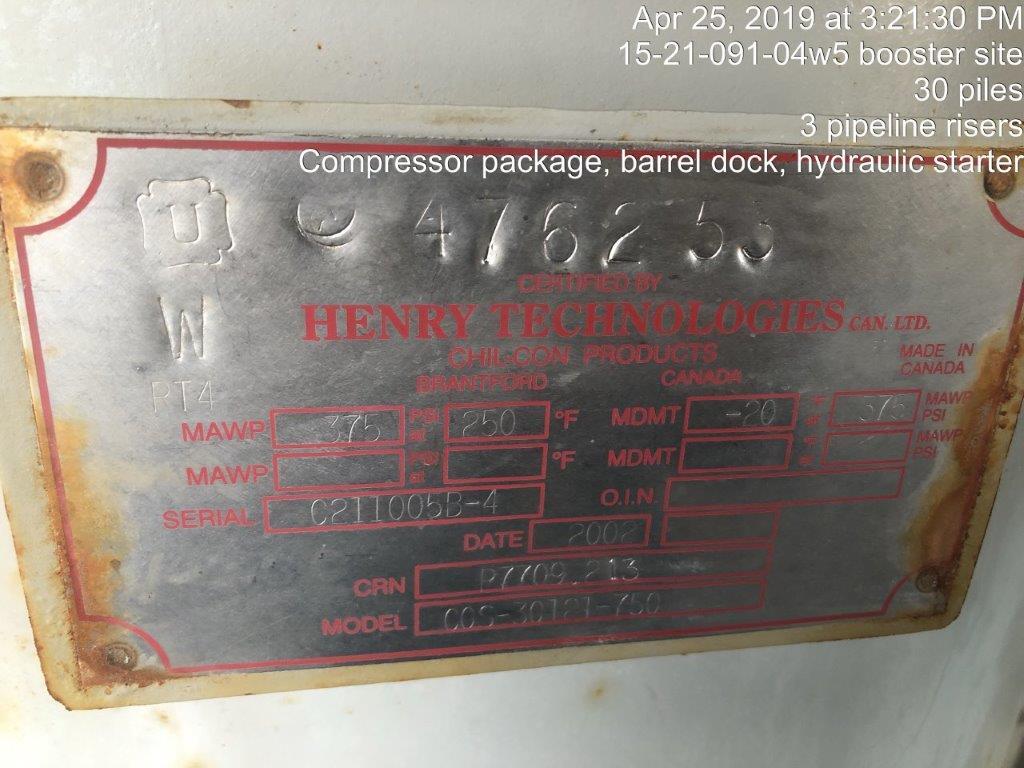 Apr 25, 2019 at 3:21:30 PM
15-21-091-04w5 booster site
30 piles
3 pipeline risers
Compressor package, barrel dock, hydraulic starter
U 476253
CERTIFIED BY
W HENRY TECHNOLOGIES CAN. LTD.
CHIL-CON PRODUCTS
BRANTFORD CANADA MADE IN CANADA
RT4
MAWP 375 PSI at 250 °F MDMT -20 °F at 375 MAWP PSI
MAWP PSI at °F MDMT °F at MAWP PSI
SERIAL C211005B-4 O.I.N.
DATE 2002
CRN P7709.213
MODEL